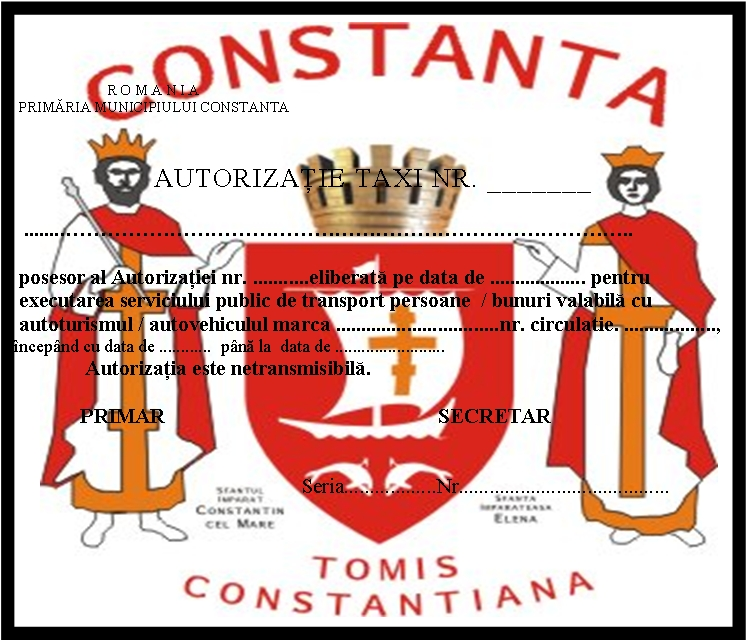 CONSTANTA
R O M A N I A
PRIMĂRIA MUNICIPIULUI CONSTANTA
AUTORIZAȚIE TAXI NR. _______
.......……………………………………………………………………..
posesor al Autorizației nr. ...........eliberată pe data de ................... pentru
executarea serviciului public de transport persoane / bunuri valabilă cu
autoturismul / autovehiculul marca .................................nr. circulatie. ...................,
începând cu data de ............ până la data de .........................
Autorizația este netransmisibilă.
PRIMAR SECRETAR
Seria..................Nr.........................................
SFANTUL
IMPARAT
CONSTANTIN
CEL MARE
SFANTA
IMPARATEASA
ELENA
TOMIS
CONSTANTIANA